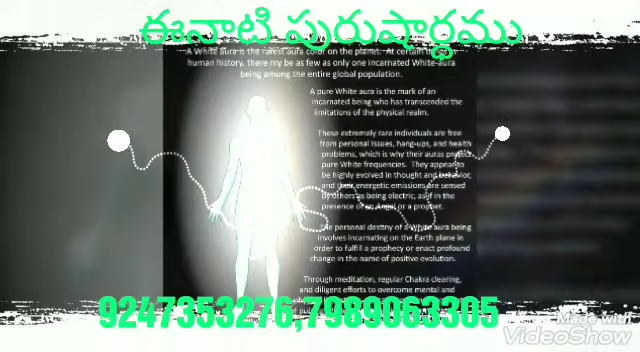 ఈనాటి పురుషార్థము
A White aura is the rarest aura color on the planet. At certain
human history, there my be as few as only one incarnated White-aura
being among the entire global population.
A pure White aura is the mark of an
incarnated being who has transcended the
limitations of the physical realm.
These extremely rare individuals are free
from personal issues, hang-ups, and health
problems, which is why their auras
pure White frequencies. They appear to
be highly evolved in thought and behavior,
and their energetic emissions are sensed
by others as being electric, as if in the
presence of an Angel or a prophet.
The personal destiny of a White aura being
involves incarnating on the Earth plane in
order to fulfill a prophecy or enact profound
change in the name of positive evolution.
Through meditation, regular Chakra clearing,
and diligent efforts to overcome mental and
9247353276,7989063305
Made with
VideoShow